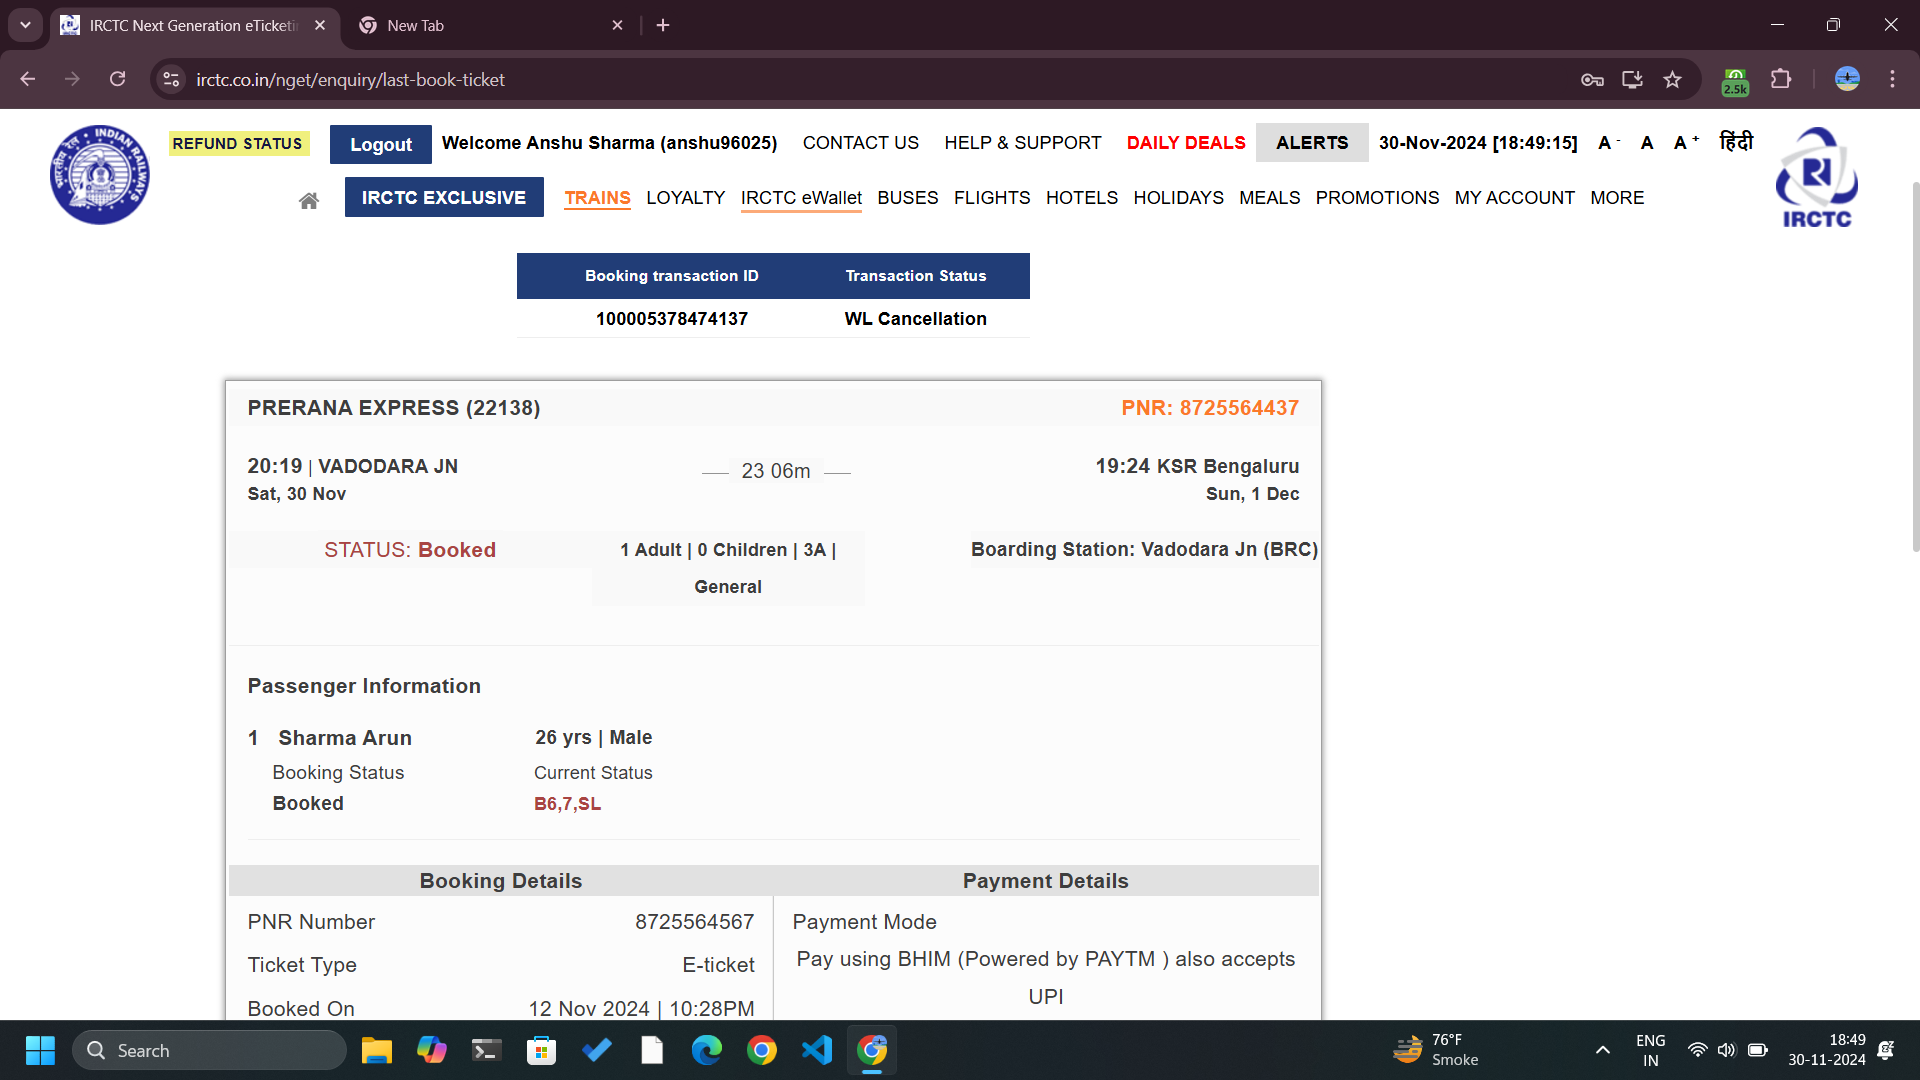 IRCTC Next Generation eTicketi
New Tab
irctc.co.in/nget/enquiry/last-book-ticket
2.5k
REFUND STATUS
Logout
Welcome Anshu Sharma (anshu96025)
CONTACT US
HELP & SUPPORT
DAILY DEALS
ALERTS
30-Nov-2024 [18:49:15]
A -
A
A +
हिंदी
INDIAN RAILWAYS
भारतीय रेल
IRCTC EXCLUSIVE
TRAINS
LOYALTY
IRCTC eWallet
BUSES
FLIGHTS
HOTELS
HOLIDAYS
MEALS
PROMOTIONS
MY ACCOUNT
MORE
IRCTC
Booking transaction ID
Transaction Status
100005378474137
WL Cancellation
PRERANA EXPRESS (22138)
PNR: 8725564437
20:19 | VADODARA JN
23 06m
19:24 KSR Bengaluru
Sat, 30 Nov
Sun, 1 Dec
STATUS: Booked
1 Adult | 0 Children | 3A |
General
Boarding Station: Vadodara Jn (BRC)
Passenger Information
1 Sharma Arun
26 yrs | Male
Booking Status
Current Status
Booked
B6,7,SL
Booking Details
Payment Details
PNR Number
8725564567
Payment Mode
Pay using BHIM (Powered by PAYTM ) also accepts
UPI
Ticket Type
E-ticket
Booked On
12 Nov 2024 | 10:28PM
Search
76°F
Smoke
ENG
IN
18:49
30-11-2024